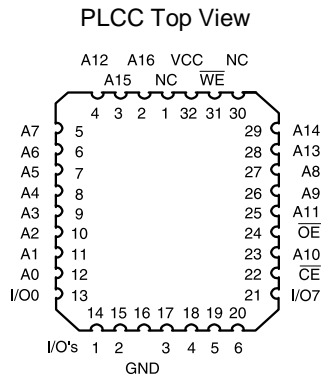 PLCC Top View
A12 A16 VCC NC
A15 NC W̅E̅
4 3 2 1 32 31 30
A7 5 29 A14
A6 6 28 A13
A5 7 27 A8
A4 8 26 A9
A3 9 25 A11
A2 10 24 O̅E̅
A1 11 23 A10
A0 12 22 C̅E̅
I/O0 13 21 I/O7
14 15 16 17 18 19 20
I/O's 1 2 3 4 5 6
GND